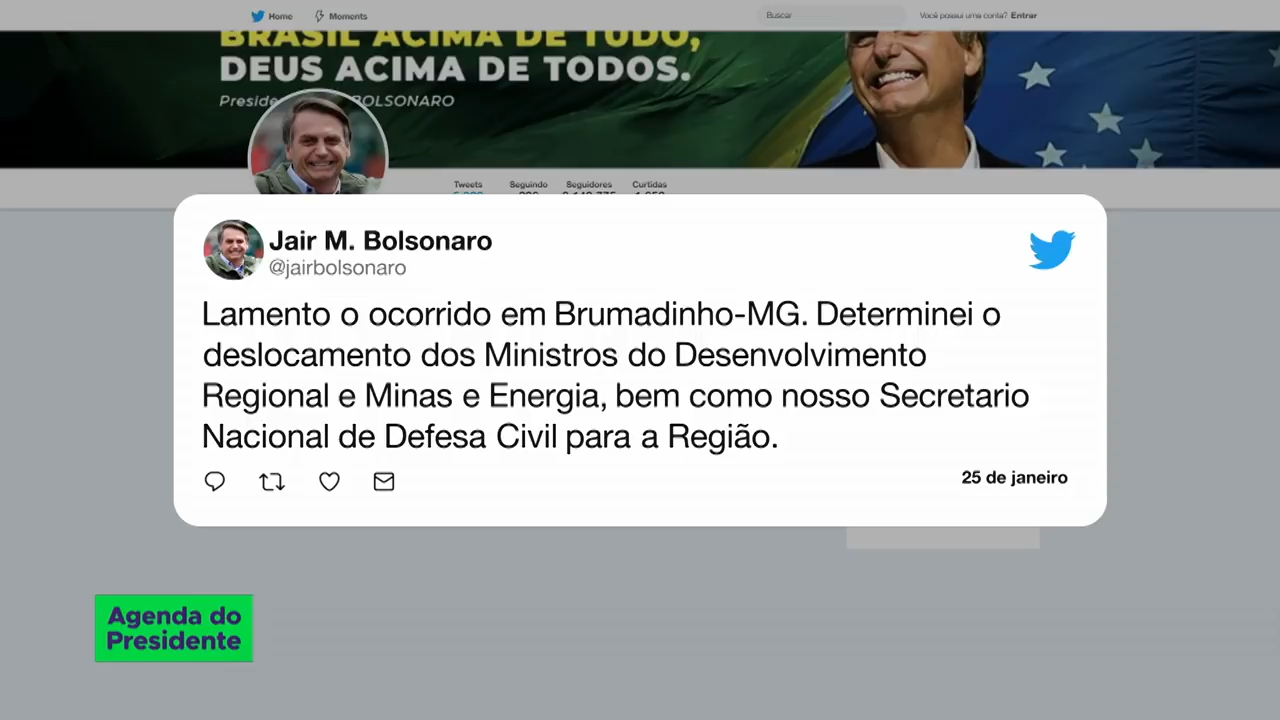 Home
Moments
Buscar
Você possui uma conta? Entrar
BRASIL ACIMA DE TUDO,
DEUS ACIMA DE TODOS.
BOLSONARO
Tweets
Seguindo
Seguidores
Curtidas
Jair M. Bolsonaro
@jairbolsonaro
Lamento o ocorrido em Brumadinho-MG. Determinei o
deslocamento dos Ministros do Desenvolvimento
Regional e Minas e Energia, bem como nosso Secretario
Nacional de Defesa Civil para a Região.
25 de janeiro
Agenda do
Presidente